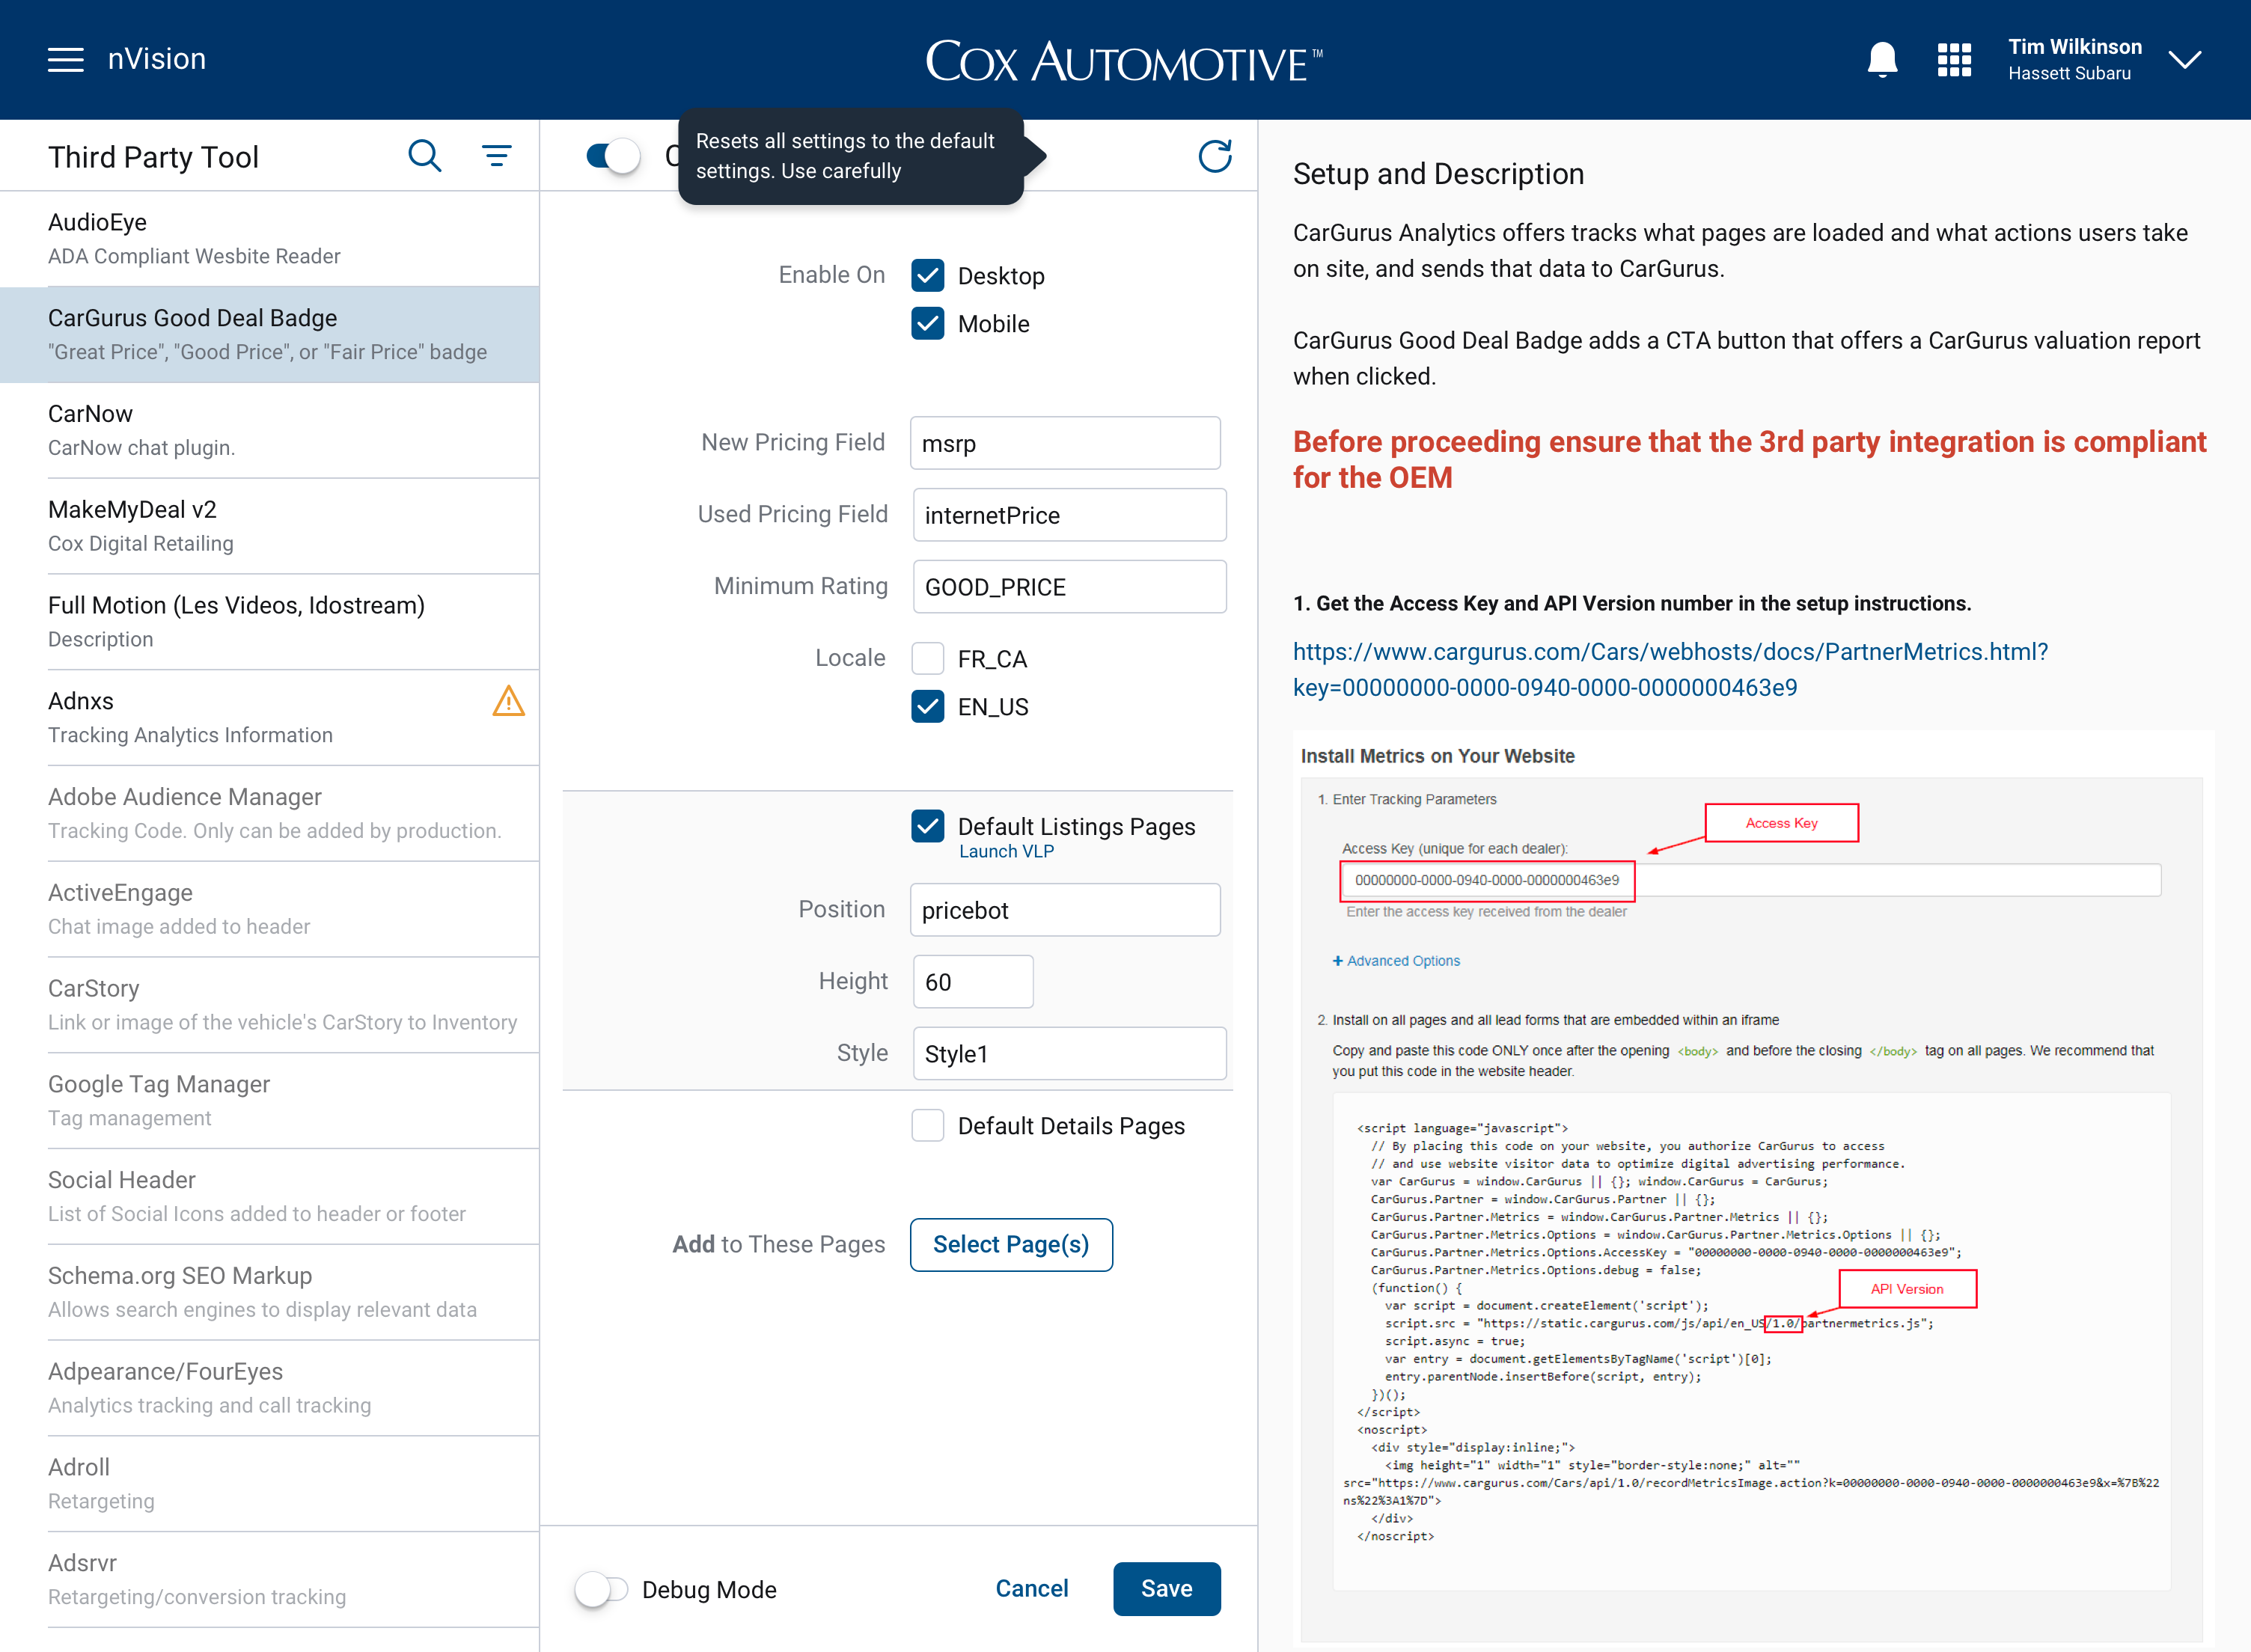 nVision
COX AUTOMOTIVE™
Tim Wilkinson
Hassett Subaru
Third Party Tool
AudioEye
ADA Compliant Wesbite Reader
CarGurus Good Deal Badge
"Great Price", "Good Price", or "Fair Price" badge
CarNow
CarNow chat plugin.
MakeMyDeal v2
Cox Digital Retailing
Full Motion (Les Videos, Idostream)
Description
Adnxs
Tracking Analytics Information
Adobe Audience Manager
Tracking Code. Only can be added by production.
ActiveEngage
Chat image added to header
CarStory
Link or image of the vehicle's CarStory to Inventory
Google Tag Manager
Tag management
Social Header
List of Social Icons added to header or footer
Schema.org SEO Markup
Allows search engines to display relevant data
Adpearance/FourEyes
Analytics tracking and call tracking
Adroll
Retargeting
Adsrvr
Retargeting/conversion tracking
Resets all settings to the default
settings. Use carefully
Enable On
Desktop
Mobile
New Pricing Field
msrp
Used Pricing Field
internetPrice
Minimum Rating
GOOD_PRICE
Locale
FR_CA
EN_US
Default Listings Pages
Launch VLP
Position
pricebot
Height
60
Style
Style1
Default Details Pages
Add to These Pages
Select Page(s)
Debug Mode
Cancel
Save
Setup and Description
CarGurus Analytics offers tracks what pages are loaded and what actions users take
on site, and sends that data to CarGurus.
CarGurus Good Deal Badge adds a CTA button that offers a CarGurus valuation report
when clicked.
Before proceeding ensure that the 3rd party integration is compliant
for the OEM
1. Get the Access Key and API Version number in the setup instructions.
https://www.cargurus.com/Cars/webhosts/docs/PartnerMetrics.html?
key=00000000-0000-0940-0000-0000000463e9
Install Metrics on Your Website
1. Enter Tracking Parameters
Access Key
Access Key (unique for each dealer):
00000000-0000-0940-0000-0000000463e9
Enter the access key received from the dealer
+ Advanced Options
2. Install on all pages and all lead forms that are embedded within an iframe
Copy and paste this code ONLY once after the opening <body> and before the closing </body> tag on all pages. We recommend that
you put this code in the website header.
<script language="javascript">
// By placing this code on your website, you authorize CarGurus to access
// and use website visitor data to optimize digital advertising performance.
var CarGurus = window.CarGurus || {}; window.CarGurus = CarGurus;
CarGurus.Partner = window.CarGurus.Partner || {};
CarGurus.Partner.Metrics = window.CarGurus.Partner.Metrics || {};
CarGurus.Partner.Metrics.Options = window.CarGurus.Partner.Metrics.Options || {};
CarGurus.Partner.Metrics.Options.AccessKey = "00000000-0000-0940-0000-0000000463e9";
CarGurus.Partner.Metrics.Options.debug = false;
(function() {
API Version
var script = document.createElement('script');
script.src = "https://static.cargurus.com/js/api/en_US/1.0/partnermetrics.js";
script.async = true;
var entry = document.getElementsByTagName('script')[0];
entry.parentNode.insertBefore(script, entry);
})();
</script>
<noscript>
<div style="display:inline;">
<img height="1" width="1" style="border-style:none;" alt=""
src="https://www.cargurus.com/Cars/api/1.0/recordMetricsImage.action?k=00000000-0000-0940-0000-0000000463e9&x=%7B%22
ns%22%3A1%7D">
</div>
</noscript>